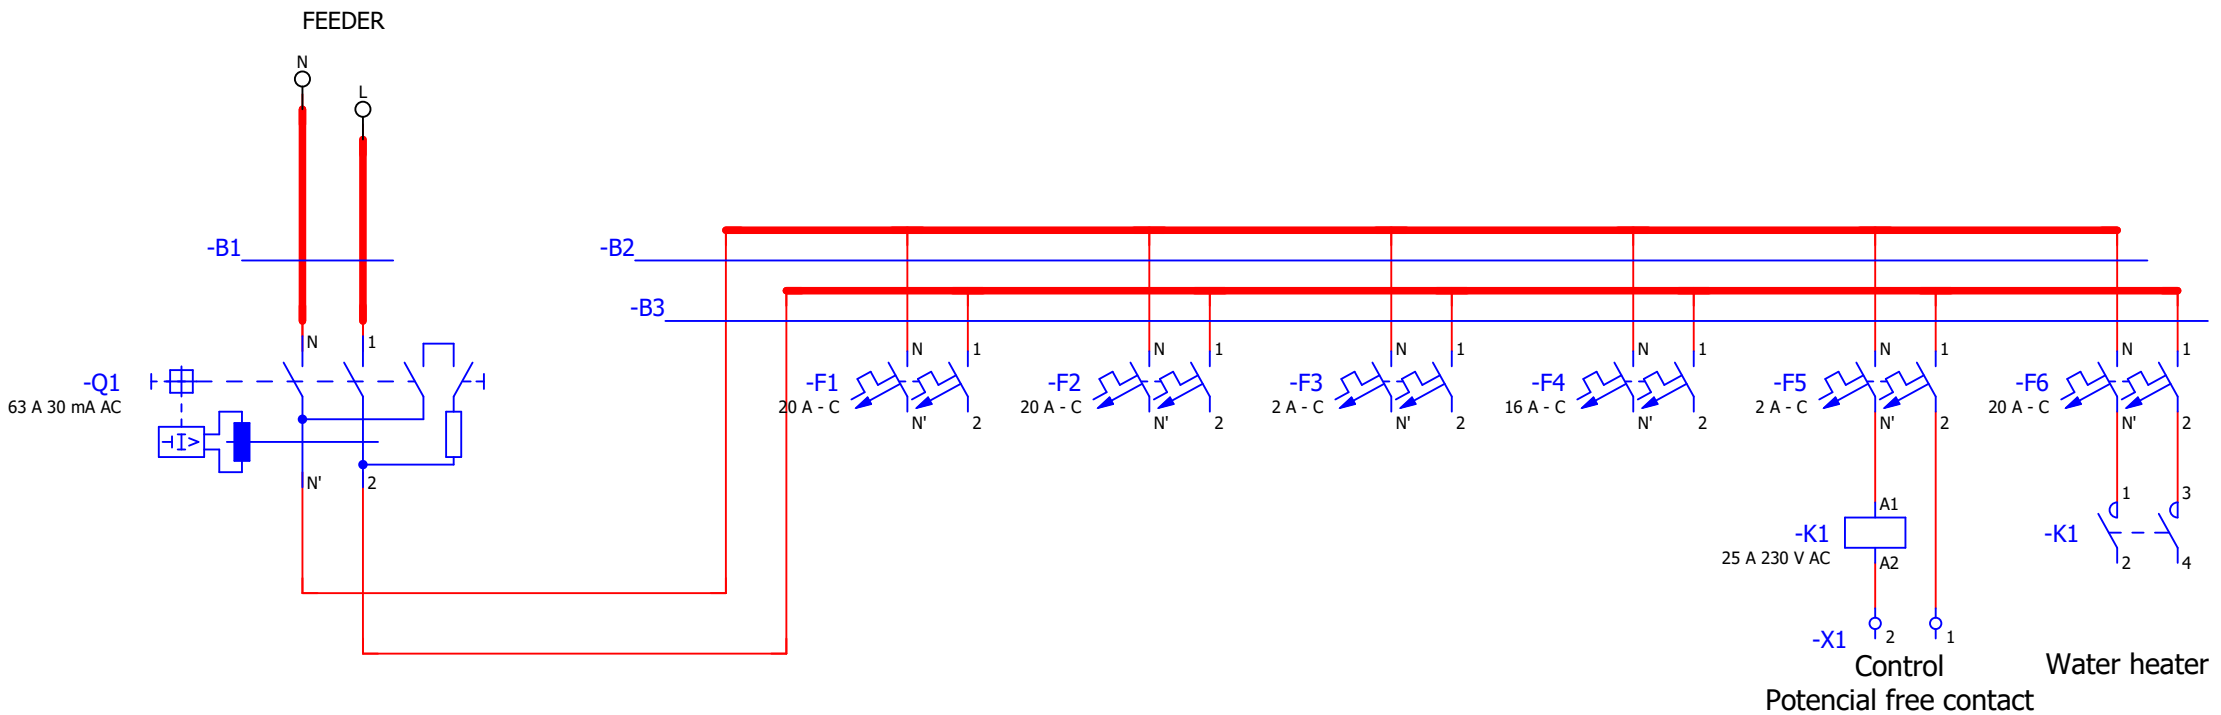 FEEDER
N
L
-B1
-B2
-B3
N 1
-Q1
63 A 30 mA AC
N' 2
N 1
-F1
20 A - C
N' 2
N 1
-F2
20 A - C
N' 2
N 1
-F3
2 A - C
N' 2
N 1
-F4
16 A - C
N' 2
N 1
-F5
2 A - C
N' 2
N 1
-F6
20 A - C
N' 2
A1
-K1
25 A 230 V AC
A2
1 3
-K1
2 4
-X1 2 1
Control
Potencial free contact
Water heater